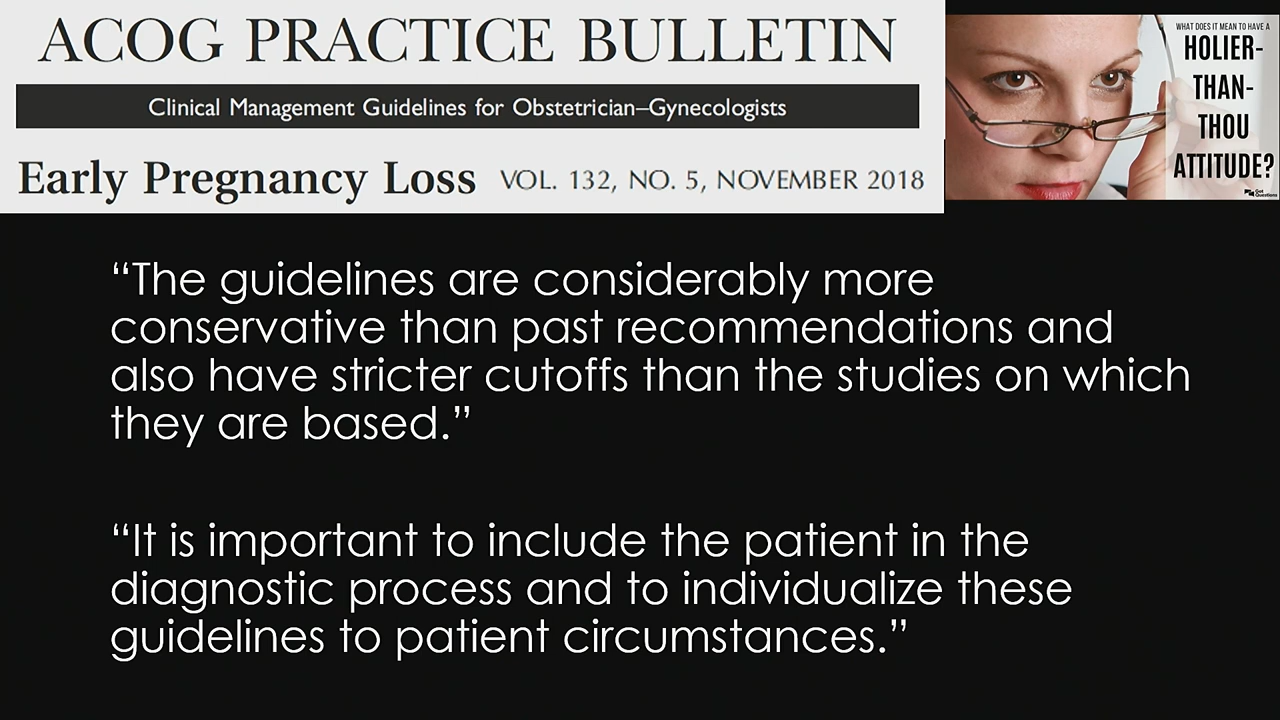 ACOG PRACTICE BULLETIN
Clinical Management Guidelines for Obstetrician–Gynecologists
Early Pregnancy Loss VOL. 132, NO. 5, NOVEMBER 2018
WHAT DOES IT MEAN TO HAVE A
HOLIER-
THAN-
THOU
ATTITUDE?
Got
Questions
“The guidelines are considerably more
conservative than past recommendations and
also have stricter cutoffs than the studies on which
they are based.”
“It is important to include the patient in the
diagnostic process and to individualize these
guidelines to patient circumstances.”